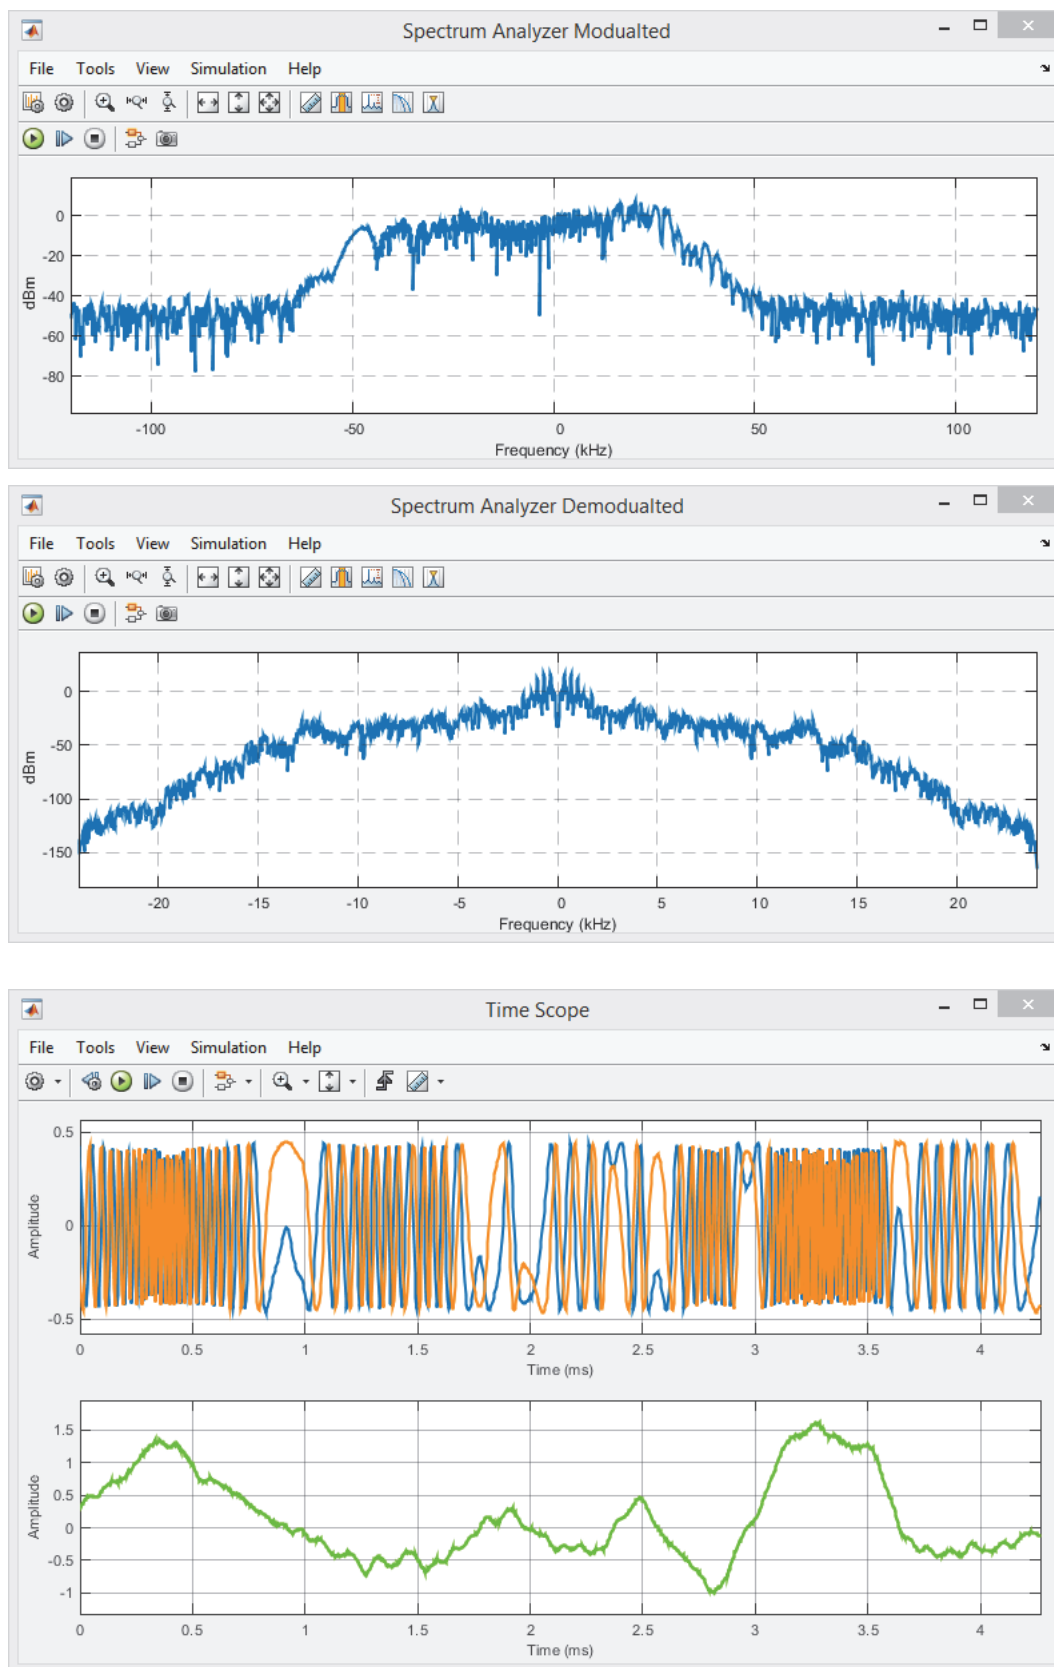 Spectrum Analyzer Modualted
File Tools View Simulation Help
0
-20
-40
-60
-80
dBm
-100 -50 0 50 100
Frequency (kHz)
Spectrum Analyzer Demodualted
File Tools View Simulation Help
0
-50
-100
-150
dBm
-20 -15 -10 -5 0 5 10 15 20
Frequency (kHz)
Time Scope
File Tools View Simulation Help
0.5
0
-0.5
Amplitude
0 0.5 1 1.5 2 2.5 3 3.5 4
Time (ms)
1.5
1
0.5
0
-0.5
-1
Amplitude
0 0.5 1 1.5 2 2.5 3 3.5 4
Time (ms)